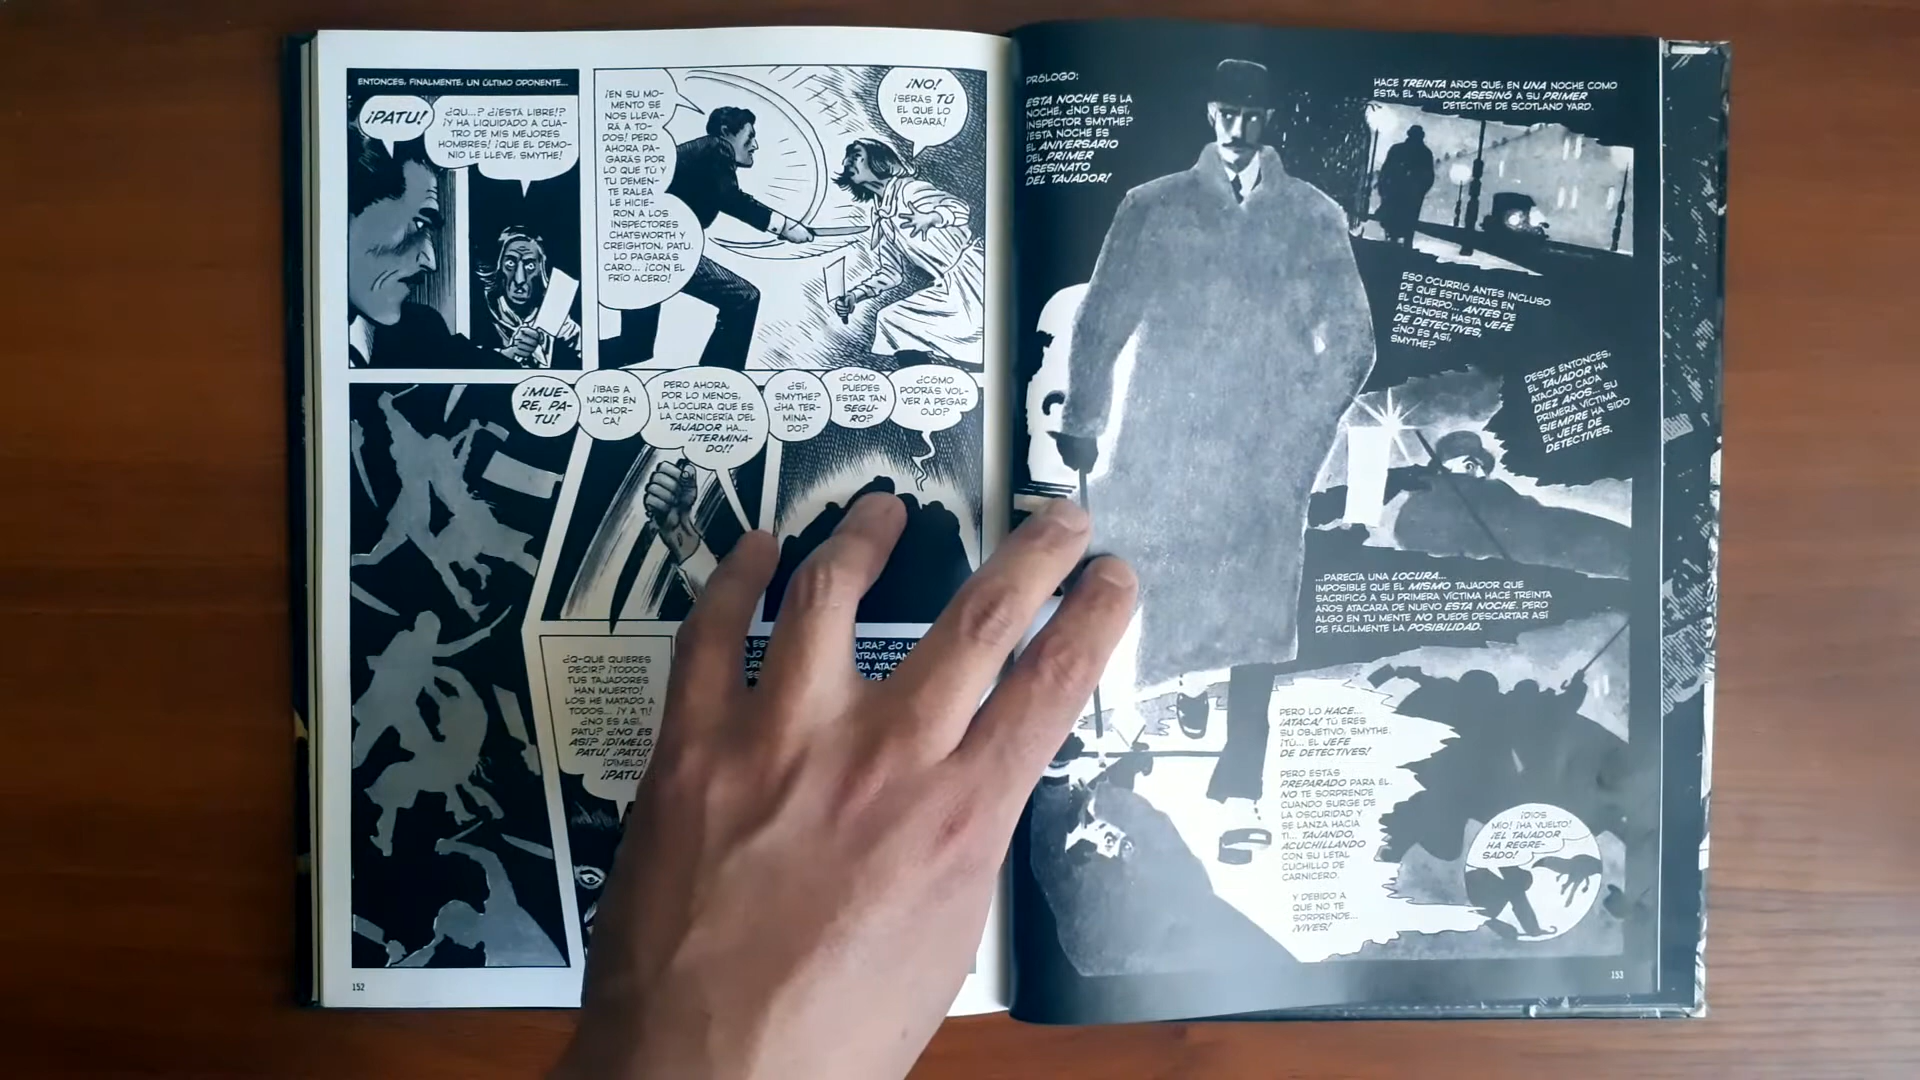 ENTONCES, FINALMENTE, UN ÚLTIMO OPONENTE...
¡PATU!
¿QU...? ¿¡ESTÁ LIBRE!?
¡Y HA LIQUIDADO A CUA-
TRO DE MIS MEJORES
HOMBRES! ¡QUE EL DEMO-
NIO LE LLEVE, SMYTHE!
¡EN SU MO-
MENTO SE
NOS LLEVA-
RÁ A TO-
DOS! PERO
AHORA PA-
GARÁS POR
LO QUE TÚ Y
TU DEMEN-
TE RALEA
LE HICIE-
RON A LOS
INSPECTORES
CHATSWORTH Y
CREIGHTON, PATU.
LO PAGARÁS
CARO... ¡CON EL
FRÍO ACERO!
¡NO!
¡SERÁS TÚ
EL QUE LO
PAGARÁ!
¡MUE-
RE, PA-
TU!
¡IBAS A
MORIR EN
LA HOR-
CA!
PERO AHORA,
POR LO MENOS,
LA LOCURA QUE ES
LA CARNICERÍA DEL
TAJADOR HA...
¡¡TERMINA-
DO!!
¿SÍ,
SMYTHE?
¿HA TER-
MINA-
DO?
¿CÓMO
PUEDES
ESTAR TAN
SEGU-
RO?
¿CÓMO
PODRÁS VOL-
VER A PEGAR
OJO?
¿Q-QUÉ QUIERES
DECIR? ¡TODOS
TUS TAJADORES
HAN MUERTO!
LOS HE MATADO A
TODOS... ¡Y A TI!
¿NO ES ASÍ,
PATU? ¿NO ES
ASÍ? ¡DÍMELO,
PATU! ¡PATU!
¡DÍMELO!
¡PATU
152
PRÓLOGO:
ESTA NOCHE ES LA
NOCHE, ¿NO ES ASÍ,
INSPECTOR SMYTHE?
¡ESTA NOCHE ES
EL ANIVERSARIO
DEL PRIMER
ASESINATO
DEL TAJADOR!
HACE TREINTA AÑOS QUE, EN UNA NOCHE COMO
ESTA, EL TAJADOR ASESINÓ A SU PRIMER
DETECTIVE DE SCOTLAND YARD.
ESO OCURRIÓ ANTES INCLUSO
DE QUE ESTUVIERAS EN
EL CUERPO... ANTES DE
ASCENDER HASTA JEFE
DE DETECTIVES,
¿NO ES ASÍ,
SMYTHE?
DESDE ENTONCES,
EL TAJADOR HA
ATACADO CADA
DIEZ AÑOS... SU
PRIMERA VÍCTIMA
SIEMPRE HA SIDO
EL JEFE DE
DETECTIVES.
...PARECÍA UNA LOCURA...
IMPOSIBLE QUE EL MISMO TAJADOR QUE
SACRIFICÓ A SU PRIMERA VÍCTIMA HACE TREINTA
AÑOS ATACARA DE NUEVO ESTA NOCHE. PERO
ALGO EN TU MENTE NO PUEDE DESCARTAR ASÍ
DE FÁCILMENTE LA POSIBILIDAD.
PERO LO HACE...
¡ATACA! TÚ ERES
SU OBJETIVO, SMYTHE.
¡TÚ... EL JEFE
DE DETECTIVES!
PERO ESTÁS
PREPARADO PARA ÉL.
NO TE SORPRENDE
CUANDO SURGE DE
LA OSCURIDAD Y
SE LANZA HACIA
TI... TAJANDO,
ACUCHILLANDO
CON SU LETAL
CUCHILLO DE
CARNICERO.
Y DEBIDO A
QUE NO TE
SORPRENDE...
¡VIVES!
¡DIOS
MÍO! ¡HA VUELTO!
¡EL TAJADOR
HA REGRE-
SADO!
153